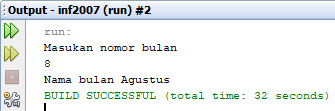 Output - inf2007 (run) #2
run:
Masukan nomor bulan
8
Nama bulan Agustus
BUILD SUCCESSFUL (total time: 32 seconds)